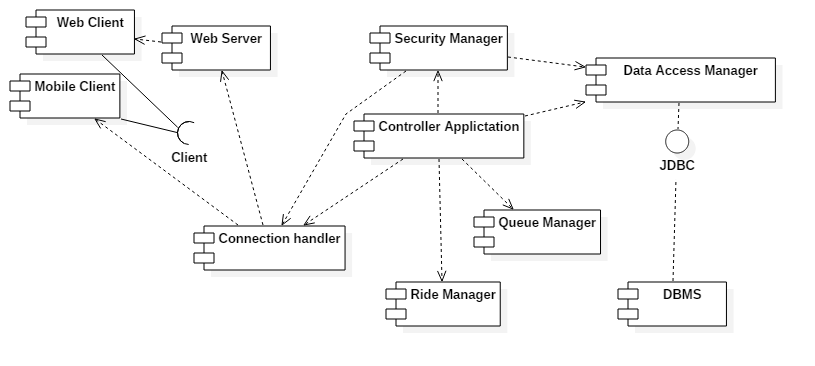 Web Client
Web Server
Security Manager
Data Access Manager
Mobile Client
Controller Applictation
Client
JDBC
Connection handler
Queue Manager
Ride Manager
DBMS